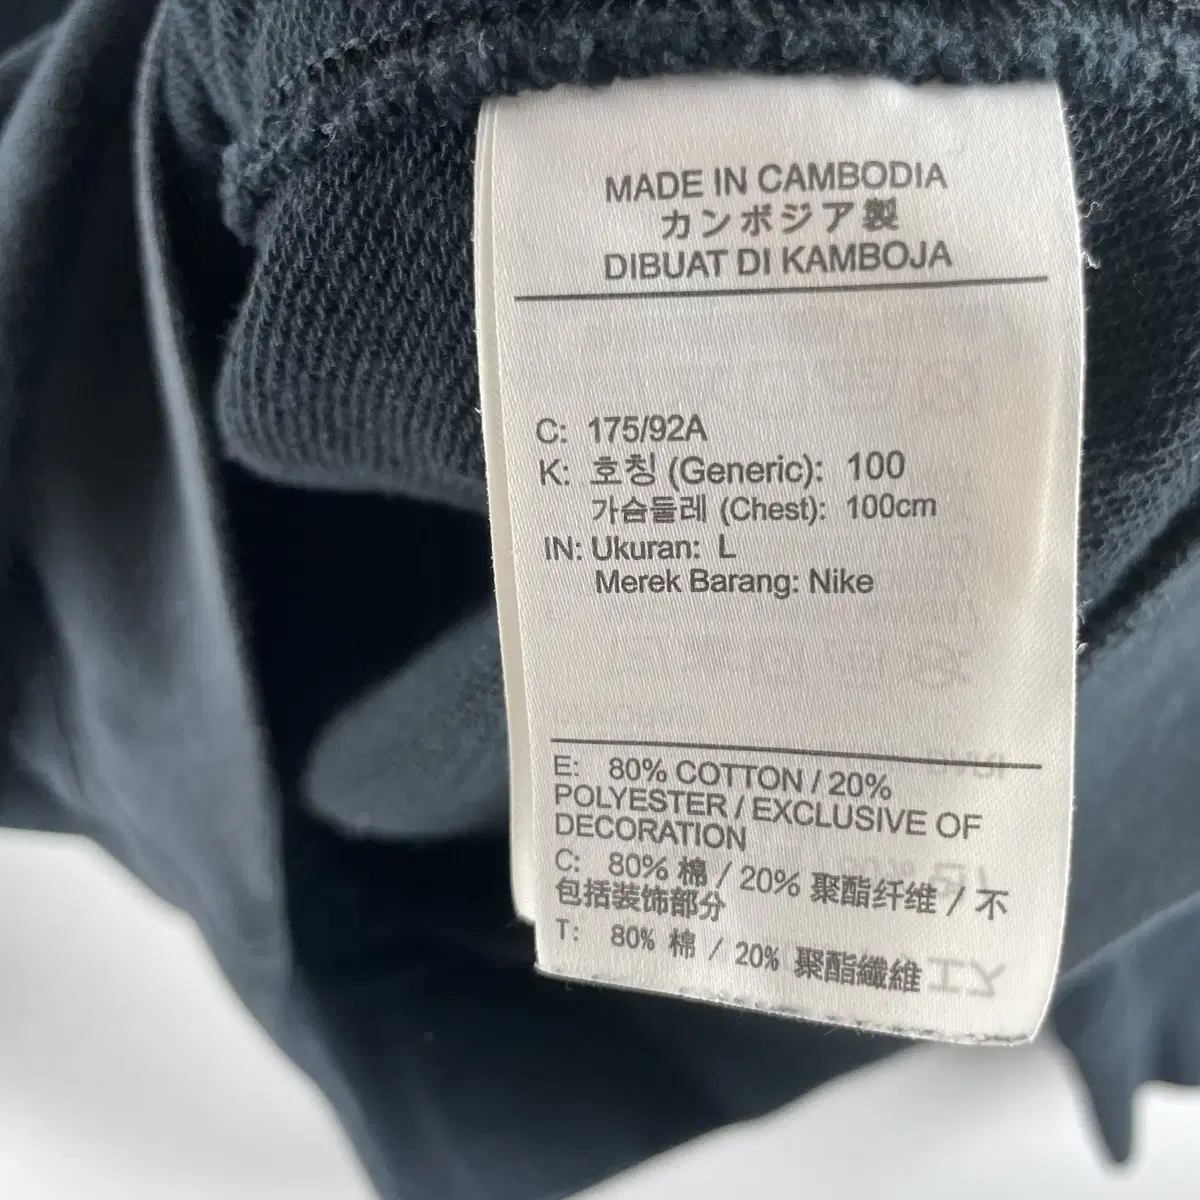 MADE IN CAMBODIA
カンボジア製
DIBUAT DI KAMBOJA
C: 175/92A
K: 호칭 (Generic): 100
가슴둘레 (Chest): 100cm
IN: Ukuran: L
Merek Barang: Nike
E: 80% COTTON / 20%
POLYESTER / EXCLUSIVE OF
DECORATION
C: 80% 棉 / 20% 聚酯纤维 / 不
包括装饰部分
T: 80% 棉 / 20% 聚酯纖維